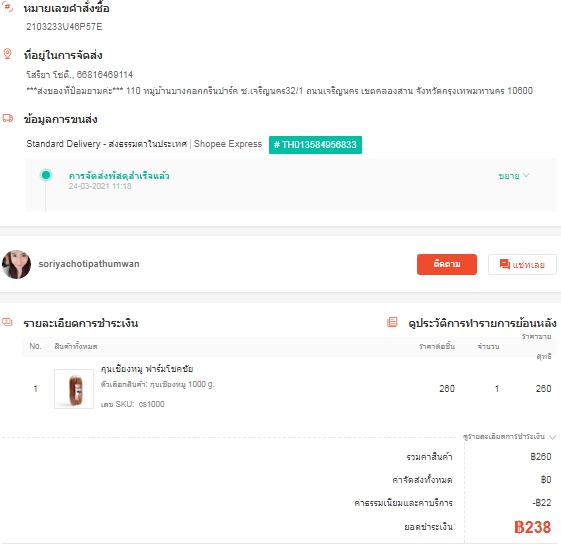 หมายเลขคำสั่งซื้อ
2103233U46P57E
ที่อยู่ในการจัดส่ง
โสริยา โชติ., 66816469114
***ส่งของที่ป้อมยามค่ะ*** 110 หมู่บ้านบางกอกกรีนปาร์ค ซ.เจริญนคร32/1 ถนนเจริญนคร เขตคลองสาน จังหวัดกรุงเทพมหานคร 10600
ข้อมูลการขนส่ง
Standard Delivery - ส่งธรรมดาในประเทศ | Shopee Express # TH013584956833
การจัดส่งพัสดุสำเร็จแล้ว ขยาย
24-03-2021 11:18
soriyachotipathumwan ติดตาม แชทเลย
รายละเอียดการชำระเงิน ดูประวัติการทำรายการย้อนหลัง
No. สินค้าทั้งหมด ราคาต่อชิ้น จำนวน ราคาขายสุทธิ
1 กุนเชียงหมู ฟาร์มโชคชัย 260 1 260
ตัวเลือกสินค้า: กุนเชียงหมู 1000 g.
เลข SKU: cs1000
ดูรายละเอียดการชำระเงิน
รวมค่าสินค้า ฿260
ค่าจัดส่งทั้งหมด ฿0
ค่าธรรมเนียมและค่าบริการ -฿22
ยอดชำระเงิน ฿238